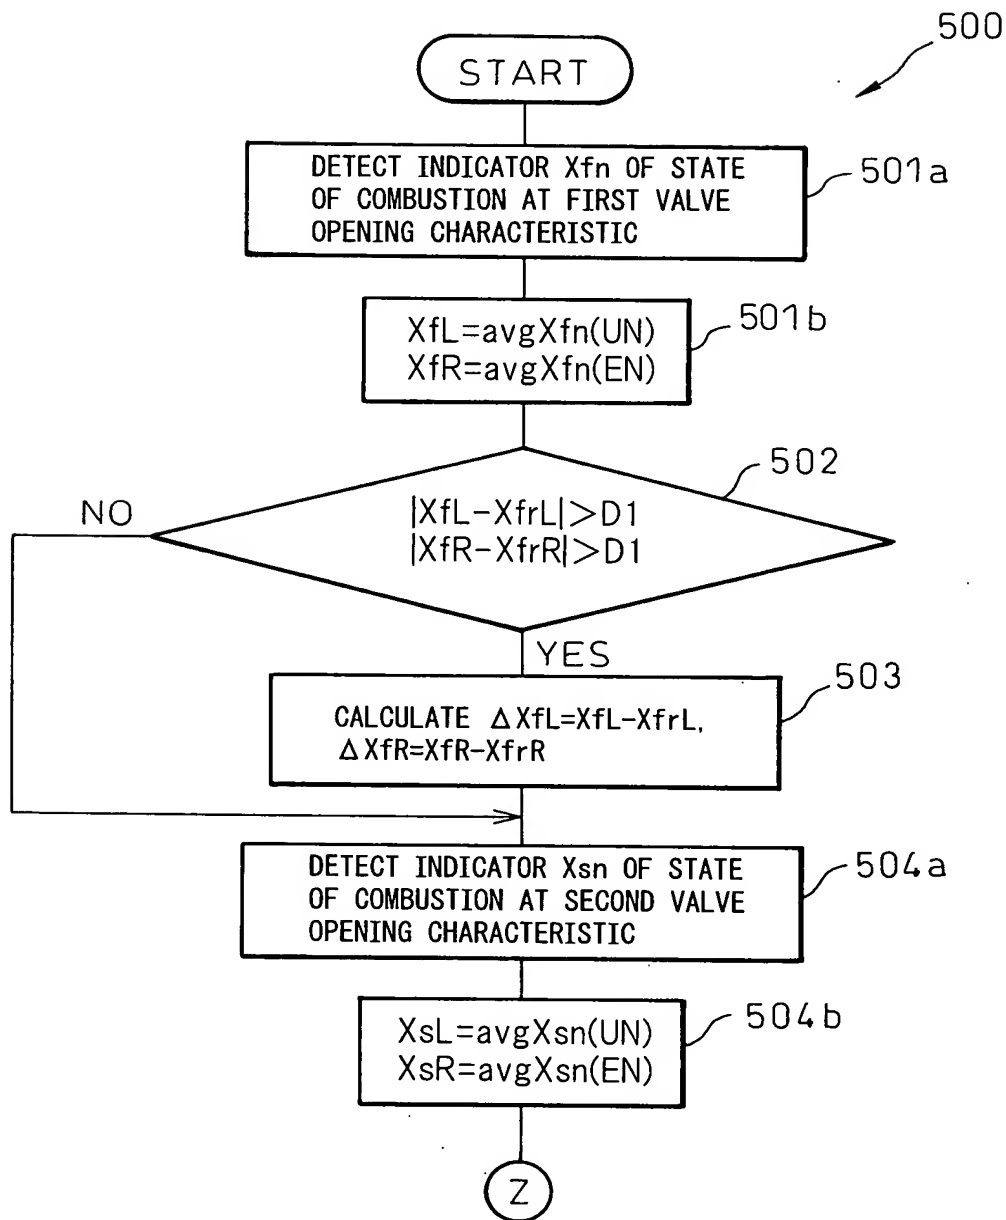 500
START
DETECT INDICATOR Xfn OF STATE
OF COMBUSTION AT FIRST VALVE
OPENING CHARACTERISTIC
501a
XfL=avgXfn(UN)
XfR=avgXfn(EN)
501b
502
NO
|XfL-XfrL|>D1
|XfR-XfrR|>D1
YES
503
CALCULATE ΔXfL=XfL-XfrL,
ΔXfR=XfR-XfrR
DETECT INDICATOR Xsn OF STATE
OF COMBUSTION AT SECOND VALVE
OPENING CHARACTERISTIC
504a
XsL=avgXsn(UN)
XsR=avgXsn(EN)
504b
Z